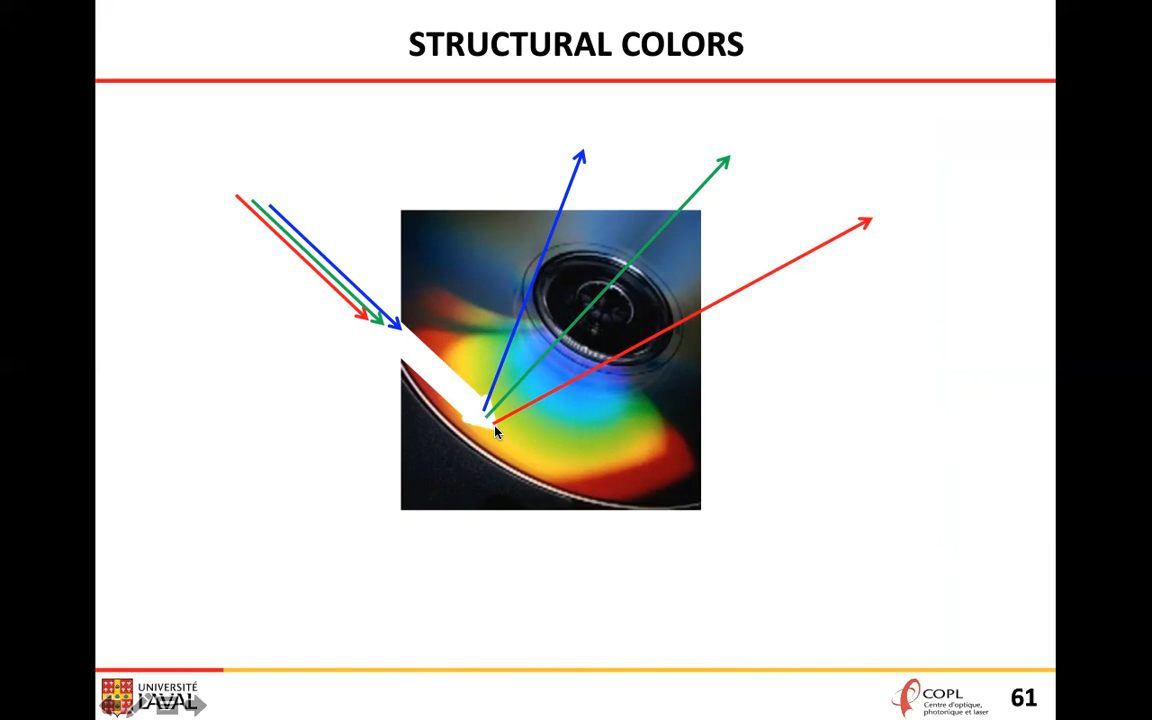 STRUCTURAL COLORS
UNIVERSITÉ
LAVAL
COPL
Centre d'optique,
photonique et laser
61